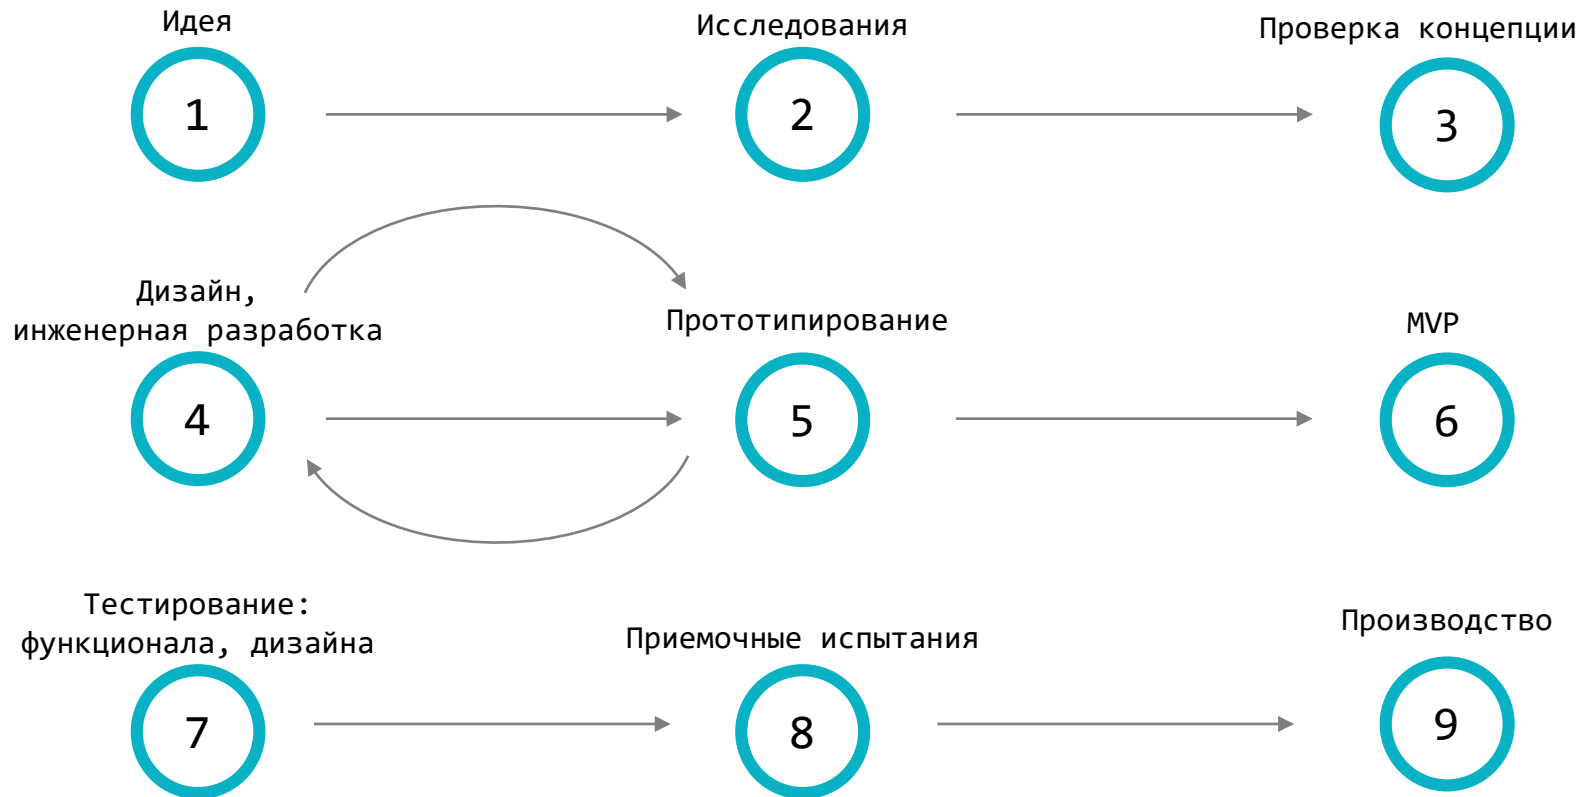 Идея
1
Исследования
2
Проверка концепции
3
Дизайн,
инженерная разработка
4
Прототипирование
5
MVP
6
Тестирование:
функционала, дизайна
7
Приемочные испытания
8
Производство
9